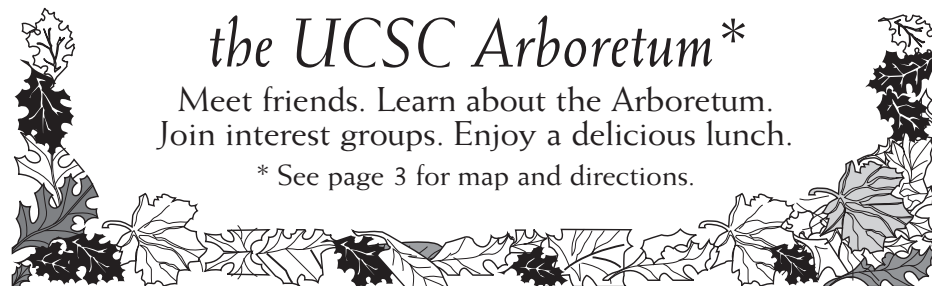 the UCSC Arboretum*
Meet friends. Learn about the Arboretum.
Join interest groups. Enjoy a delicious lunch.
* See page 3 for map and directions.